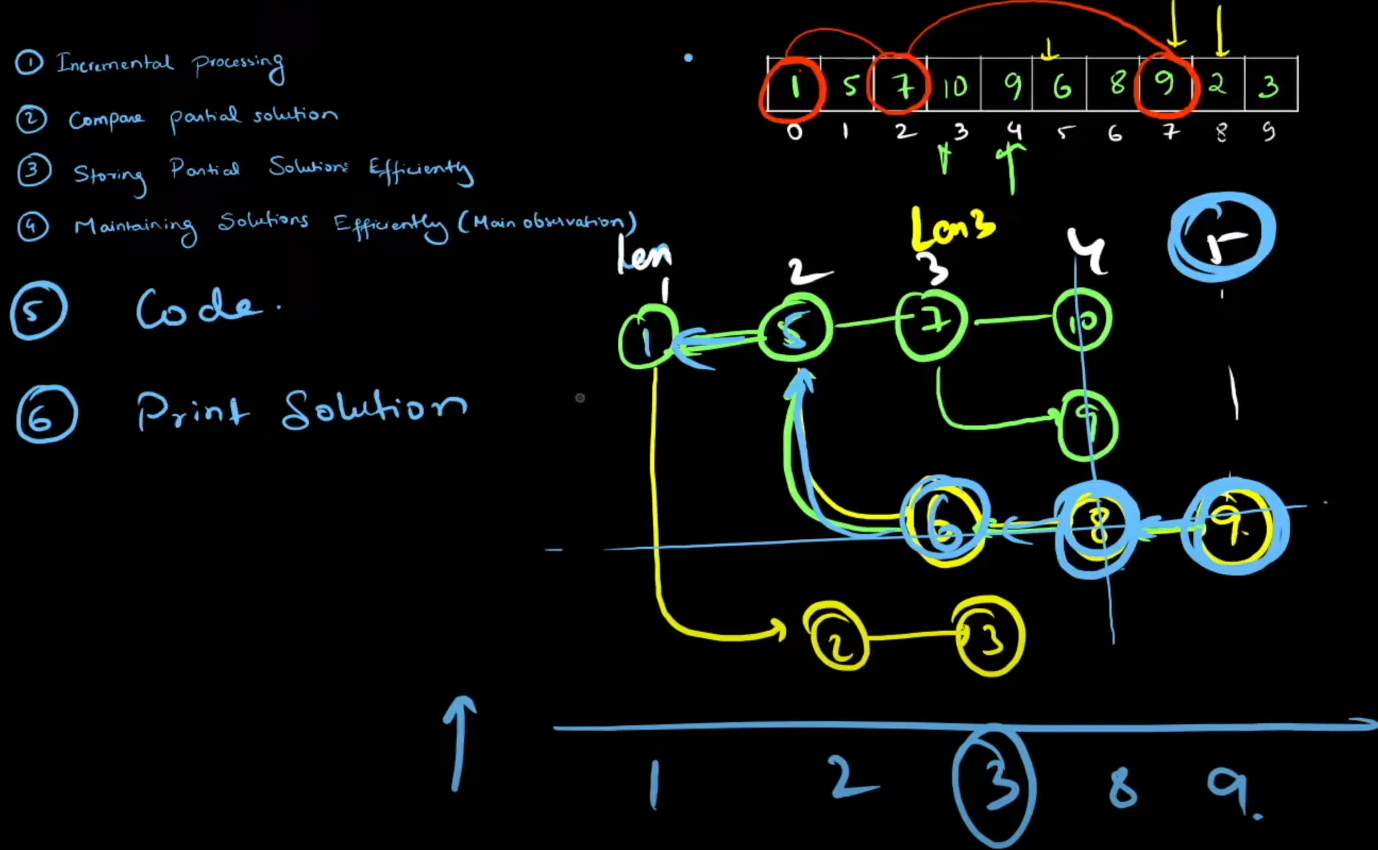 ① Incremental processing
② Compare partial solution
③ Storing Partial Solutions Efficiently
④ Maintaining Solutions Efficiently (Main observation)
⑤ Code.
⑥ Print Solution
1 5 7 10 9 6 8 9 2 3
0 1 2 3 4 5 6 7 8 9
Len3
len
1 2 3 4 5
1 5 7 10
9
6 8 9.
2 3
1 2 3 8 9.